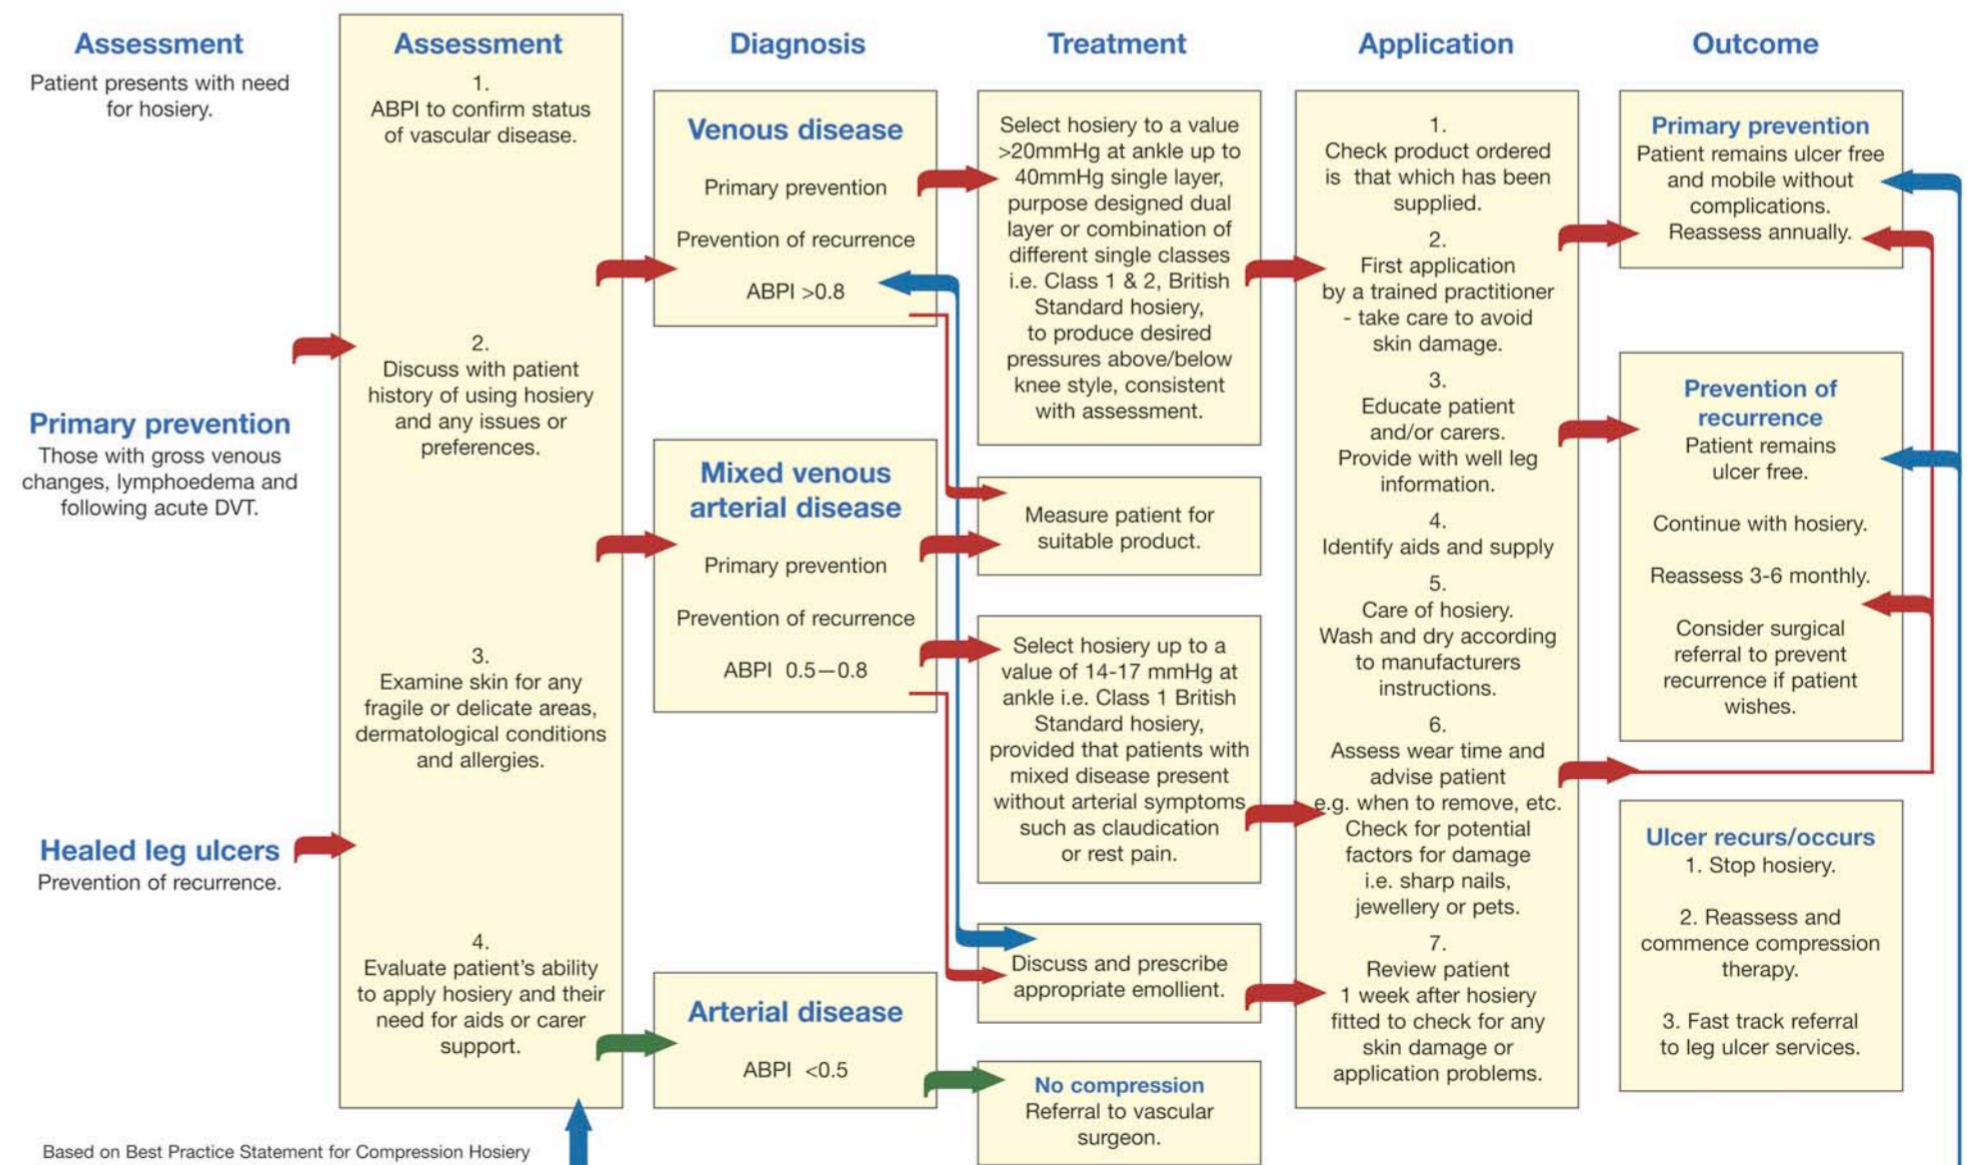 Assessment
Patient presents with need
for hosiery.
Primary prevention
Those with gross venous
changes, lymphoedema and
following acute DVT.
Healed leg ulcers
Prevention of recurrence.
Assessment
1.
ABPI to confirm status
of vascular disease.
2.
Discuss with patient
history of using hosiery
and any issues or
preferences.
3.
Examine skin for any
fragile or delicate areas,
dermatological conditions
and allergies.
4.
Evaluate patient's ability
to apply hosiery and their
need for aids or carer
support.
Diagnosis
Venous disease
Primary prevention
Prevention of recurrence
ABPI >0.8
Mixed venous
arterial disease
Primary prevention
Prevention of recurrence
ABPI 0.5—0.8
Arterial disease
ABPI <0.5
Treatment
Select hosiery to a value
>20mmHg at ankle up to
40mmHg single layer,
purpose designed dual
layer or combination of
different single classes
i.e. Class 1 & 2, British
Standard hosiery,
to produce desired
pressures above/below
knee style, consistent
with assessment.
Measure patient for
suitable product.
Select hosiery up to a
value of 14-17 mmHg at
ankle i.e. Class 1 British
Standard hosiery,
provided that patients with
mixed disease present
without arterial symptoms
such as claudication
or rest pain.
Discuss and prescribe
appropriate emollient.
No compression
Referral to vascular
surgeon.
Application
1.
Check product ordered
is that which has been
supplied.
2.
First application
by a trained practitioner
- take care to avoid
skin damage.
3.
Educate patient
and/or carers.
Provide with well leg
information.
4.
Identify aids and supply
5.
Care of hosiery.
Wash and dry according
to manufacturers
instructions.
6.
Assess wear time and
advise patient
e.g. when to remove, etc.
Check for potential
factors for damage
i.e. sharp nails,
jewellery or pets.
7.
Review patient
1 week after hosiery
fitted to check for any
skin damage or
application problems.
Outcome
Primary prevention
Patient remains ulcer free
and mobile without
complications.
Reassess annually.
Prevention of
recurrence
Patient remains
ulcer free.
Continue with hosiery.
Reassess 3-6 monthly.
Consider surgical
referral to prevent
recurrence if patient
wishes.
Ulcer recurs/occurs
1. Stop hosiery.
2. Reassess and
commence compression
therapy.
3. Fast track referral
to leg ulcer services.
Based on Best Practice Statement for Compression Hosiery